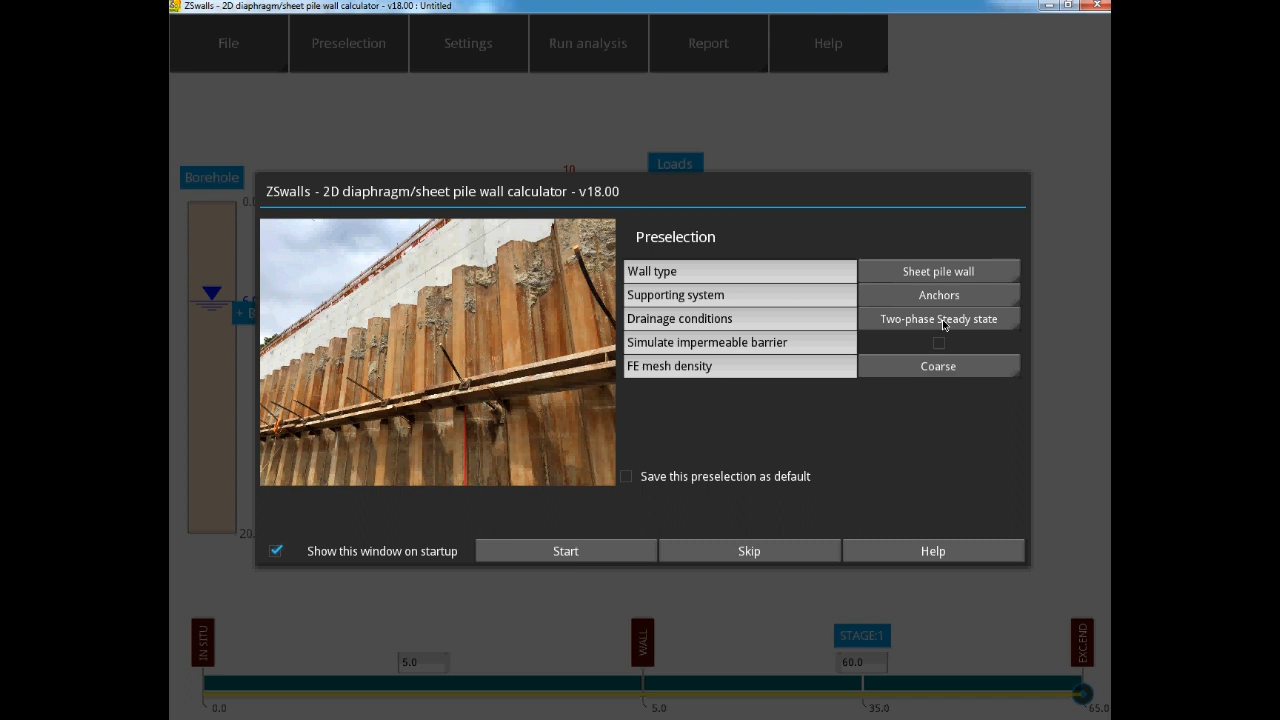 ZSwalls - 2D diaphragm/sheet pile wall calculator - v18.00 : Untitled
File Preselection Settings Run analysis Report Help
10
Loads
Borehole
0.
ZSwalls - 2D diaphragm/sheet pile wall calculator - v18.00
Preselection
Wall type Sheet pile wall
Supporting system Anchors
Drainage conditions Two-phase Steady state
Simulate impermeable barrier
FE mesh density Coarse
+ B
20.
Save this preselection as default
Show this window on startup Start Skip Help
IN SITU WALL STAGE:1 EXC.END
5.0 60.0
0.0 5.0 35.0 65.0